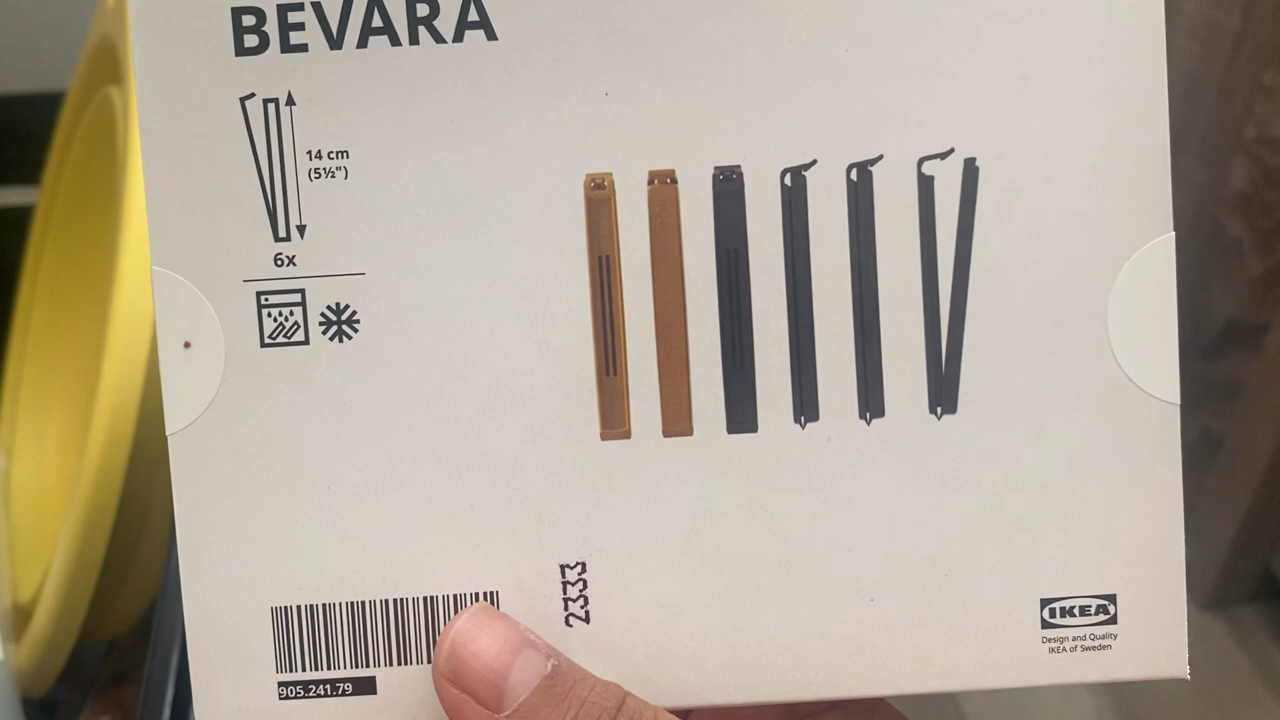 BEVARA
14 cm
(5½")
6x
2333
905.241.79
IKEA
Design and Quality
IKEA of Sweden